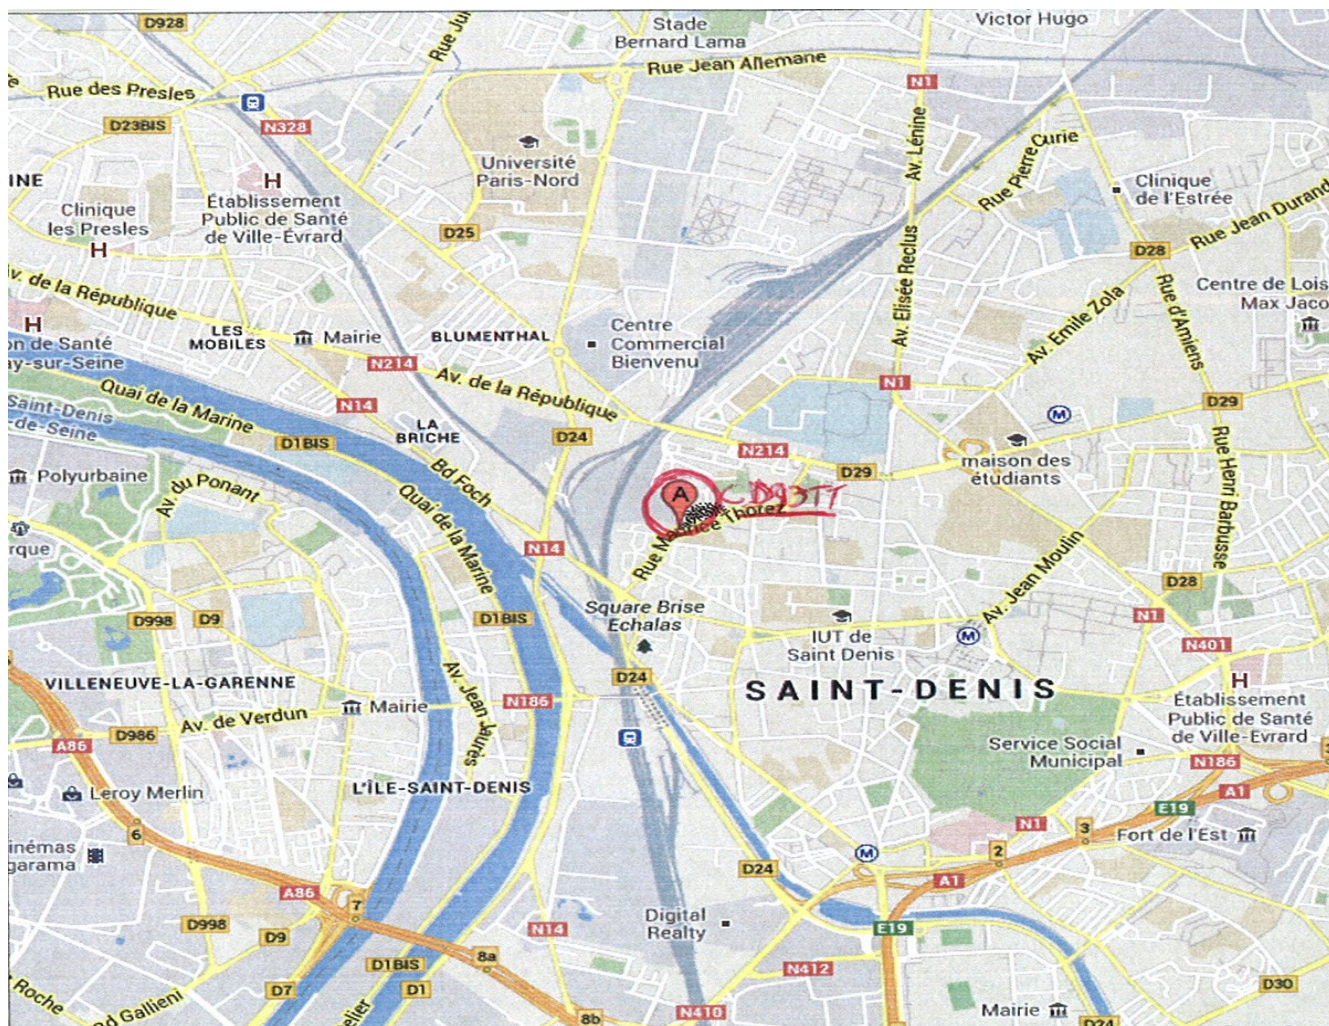 D928
Rue des Presles
D23BIS
N328
Stade
Bernard Lama
Rue Jean Allemane
Victor Hugo
N1
Av. Lénine
Rue Pierre Curie
Université
Paris-Nord
INE
Clinique
les Presles
H
H
Établissement
Public de Santé
de Ville-Évrard
D25
Clinique
de l'Estrée
Rue Jean Durand
D28
Av. Elisée Reclus
Av. Emile Zola
Rue d'Amiens
Centre de Lois
Max Jaco
Av. de la République
H
on de Santé
ay-sur-Seine
LES
MOBILES
Mairie
BLUMENTHAL
Centre
Commercial
Bienvenu
N214
Av. de la République
N1
D29
Quai de la Marine
Saint-Denis
-de-Seine
N14
LA
BRICHE
D1BIS
D24
N214
D29
M
maison des
étudiants
Rue Henri Barbusse
Polyurbaine
Av. du Ponant
Bd Foch
Quai de la Marine
A
CD93TT
Rue Maurice Thorez
rque
N14
Av. Jean Moulin
D28
N1
D998
D9
D1BIS
Square Brise
Echalas
IUT de
Saint Denis
M
N401
D24
H
VILLENEUVE-LA-GARENNE
Av. Jean Jaurès
N186
SAINT-DENIS
Établissement
Public de Santé
de Ville-Evrard
Av. de Verdun
Mairie
D986
A86
Service Social
Municipal
N186
Leroy Merlin
L'ÎLE-SAINT-DENIS
A1
E19
6
N1
3
Fort de l'Est
inémas
garama
M
2
D24
A1
A86
7
D998
D9
N14
Digital
Realty
E19
D1BIS
8a
N412
D7
D1
D30
Roche
Bd Gallieni
elier
8b
N410
Mairie
D24